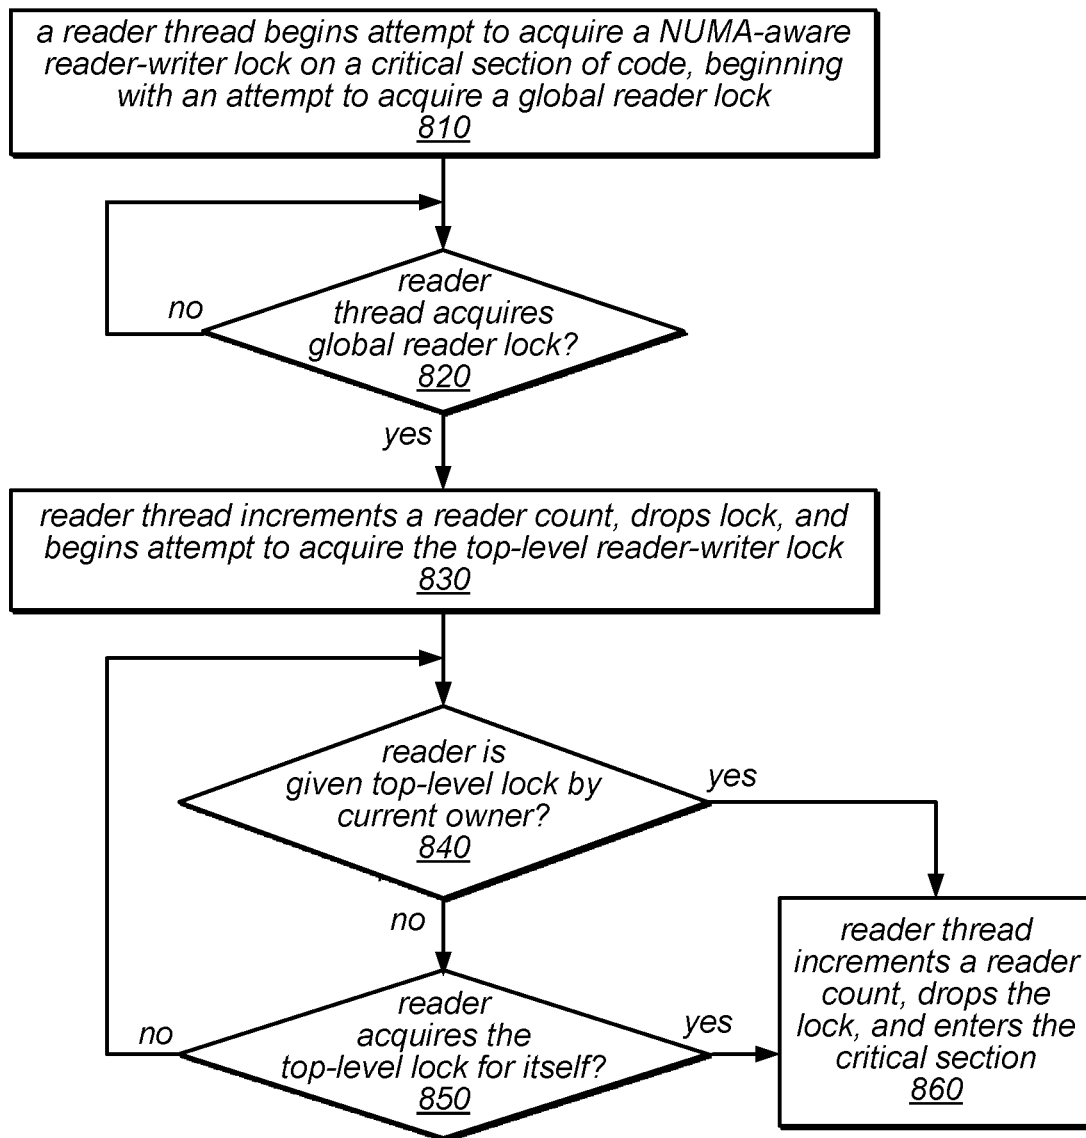 a reader thread begins attempt to acquire a NUMA-aware
reader-writer lock on a critical section of code, beginning
with an attempt to acquire a global reader lock
810
reader
thread acquires
global reader lock?
820
no
yes
reader thread increments a reader count, drops lock, and
begins attempt to acquire the top-level reader-writer lock
830
reader is
given top-level lock by
current owner?
840
yes
no
reader
acquires the
top-level lock for itself?
850
no
yes
reader thread
increments a reader
count, drops the
lock, and enters the
critical section
860